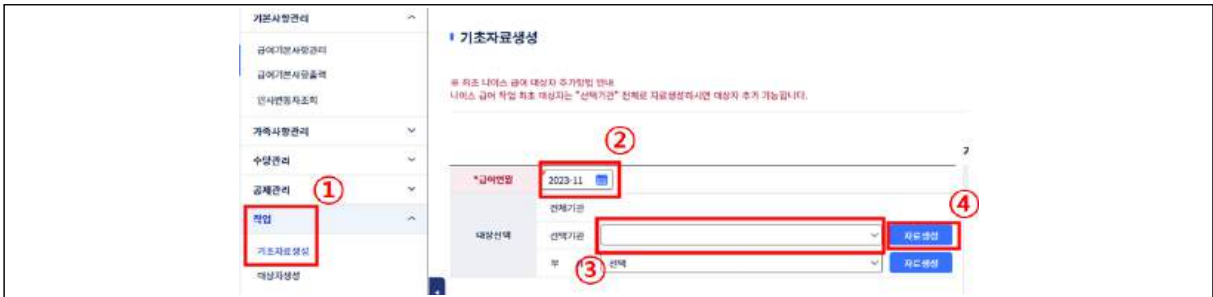 기본사항관리
급여기본사항관리
급여기본사항출력
인사변동자조회
가족사항관리
수당관리
공제관리
①
작업
기초자료생성
대상자생성
기초자료생성
※ 최초 나이스 급여 대상자 추가방법 안내
나이스 급여 작업 최초 대상자는 "선택기관" 전체로 자료생성하시면 대상자 추가 가능합니다.
②
*급여년월
2023-11
전체기관
④
대상선택
선택기관
자료생성
③
부
선택
자료생성